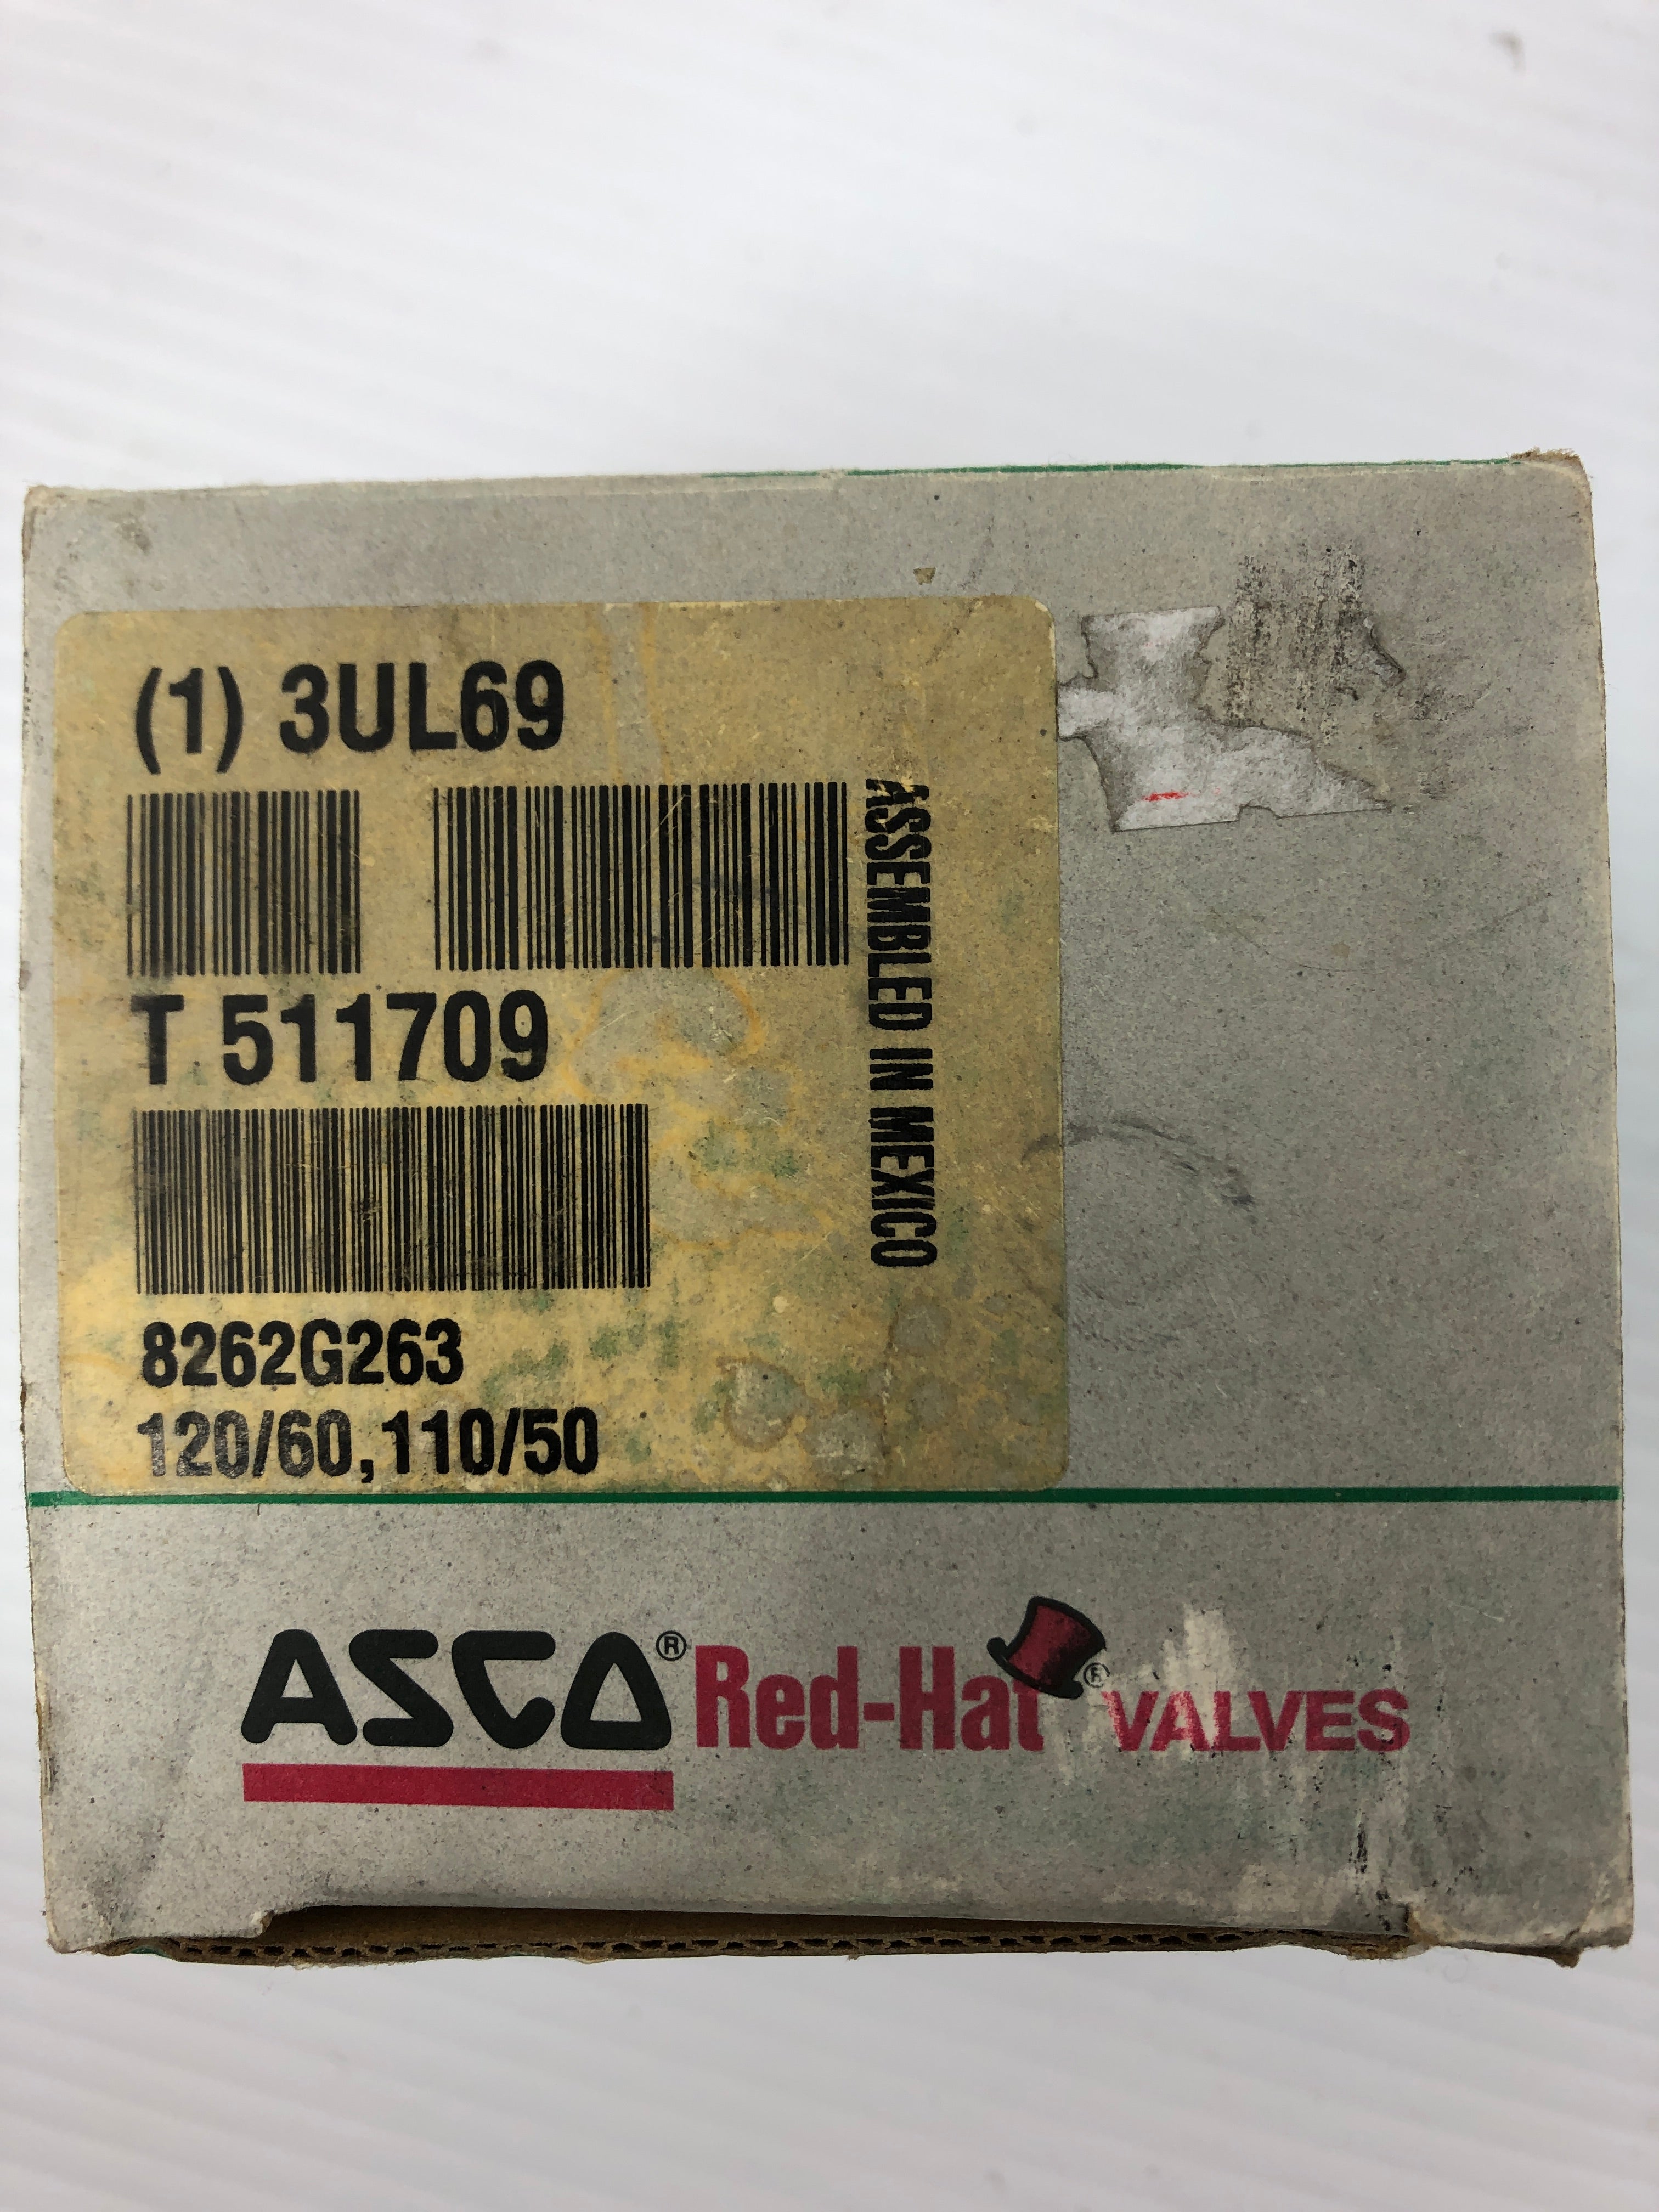 (1) 3UL69
T 511709
8262G263
120/60,110/50
ASSEMBLED IN MEXICO
ASCO® Red-Hat® VALVES